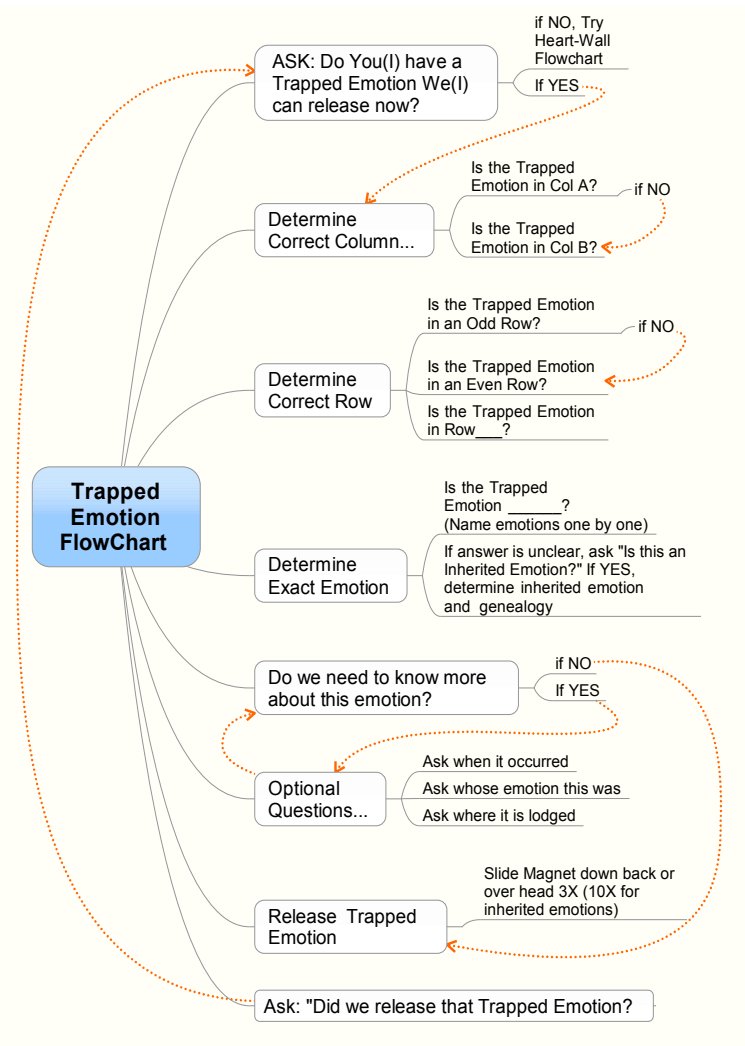 ASK: Do You(I) have a
Trapped Emotion We(I)
can release now?
if NO, Try
Heart-Wall
Flowchart
If YES
Determine
Correct Column...
Is the Trapped
Emotion in Col A?
if NO
Is the Trapped
Emotion in Col B?
Determine
Correct Row
Is the Trapped Emotion
in an Odd Row?
if NO
Is the Trapped Emotion
in an Even Row?
Is the Trapped Emotion
in Row___?
Trapped
Emotion
FlowChart
Determine
Exact Emotion
Is the Trapped
Emotion ______?
(Name emotions one by one)
If answer is unclear, ask "Is this an
Inherited Emotion?" If YES,
determine inherited emotion
and genealogy
Do we need to know more
about this emotion?
if NO
If YES
Optional
Questions...
Ask when it occurred
Ask whose emotion this was
Ask where it is lodged
Release Trapped
Emotion
Slide Magnet down back or
over head 3X (10X for
inherited emotions)
Ask: "Did we release that Trapped Emotion?